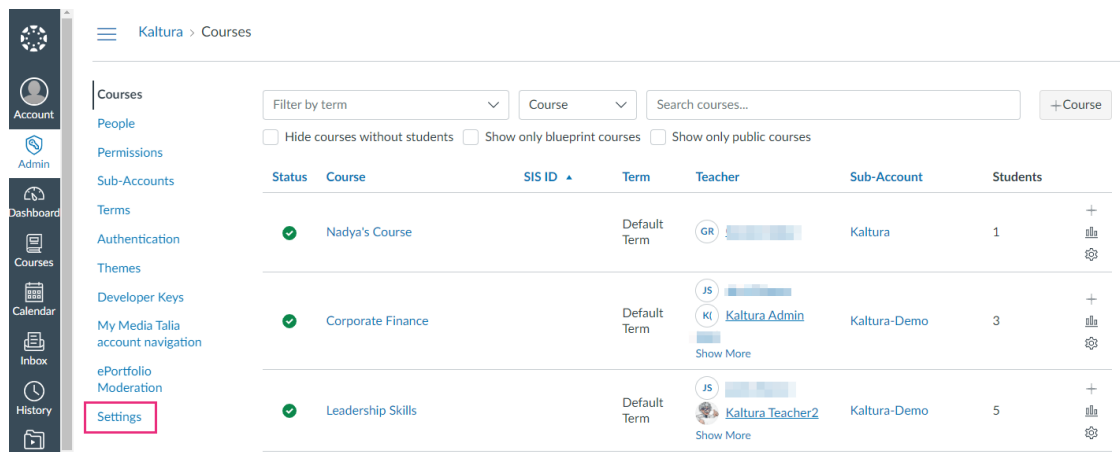 Kaltura > Courses
Account
Admin
Dashboard
Courses
Calendar
Inbox
History
Courses
People
Permissions
Sub-Accounts
Terms
Authentication
Themes
Developer Keys
My Media Talia
account navigation
ePortfolio
Moderation
Settings
Filter by term
Course
Search courses...
+Course
Hide courses without students
Show only blueprint courses
Show only public courses
Status Course SIS ID ▲ Term Teacher Sub-Account Students
Nadya's Course
Default
Term
GR
Kaltura
1
Corporate Finance
Default
Term
JS
K( Kaltura Admin
Show More
Kaltura-Demo
3
Leadership Skills
Default
Term
JS
Kaltura Teacher2
Show More
Kaltura-Demo
5